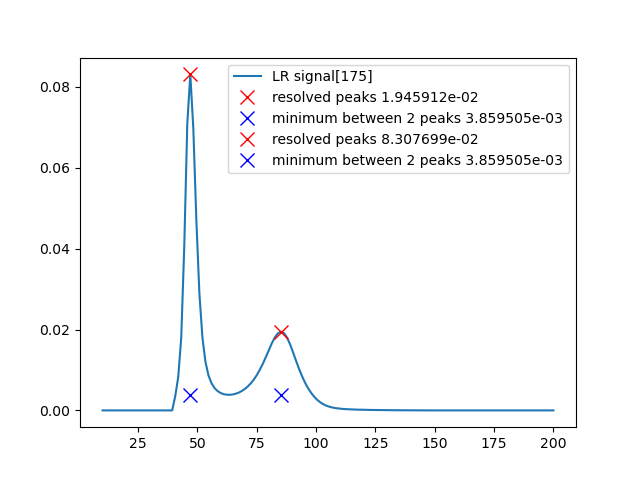 LR signal[175]
resolved peaks 1.945912e-02
minimum between 2 peaks 3.859505e-03
resolved peaks 8.307699e-02
minimum between 2 peaks 3.859505e-03
0.08
0.06
0.04
0.02
0.00
25 50 75 100 125 150 175 200